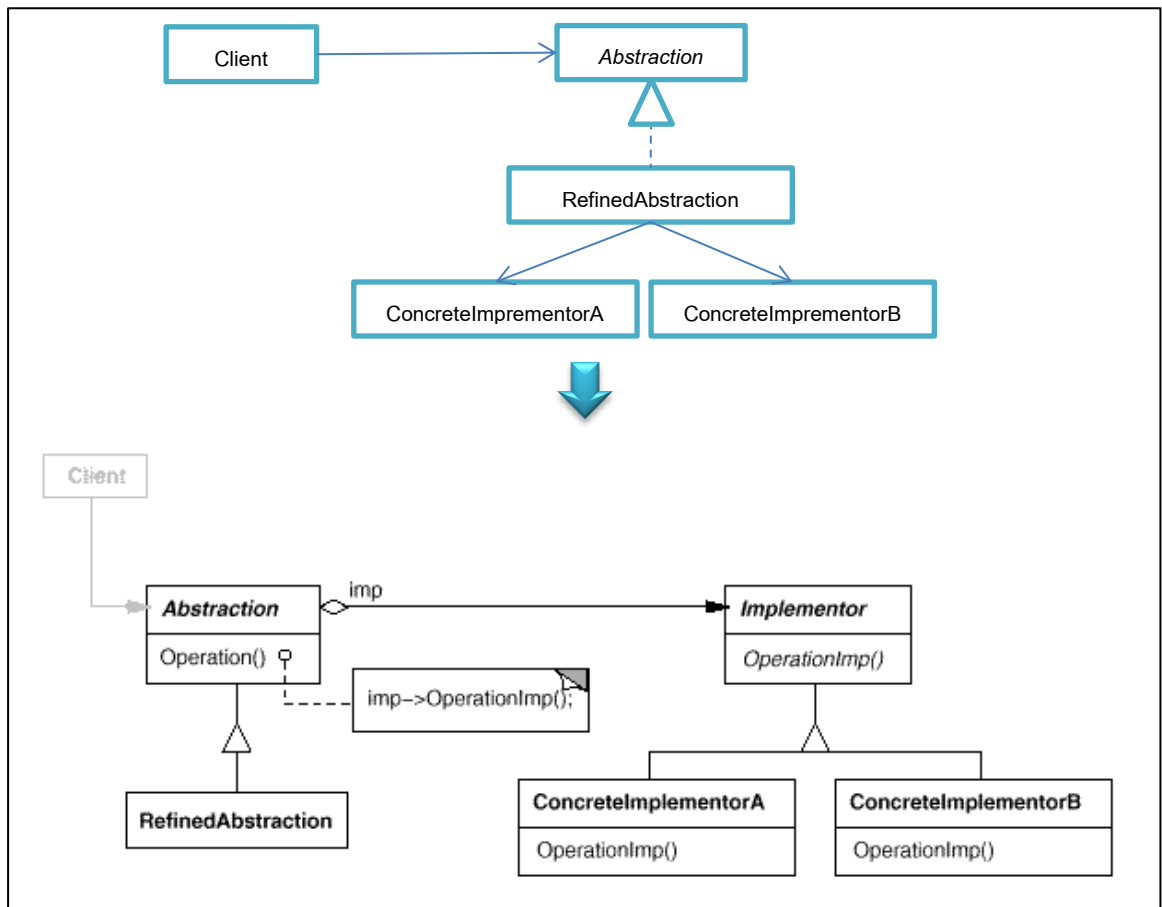 Client
Abstraction
RefinedAbstraction
ConcreteImprementorA
ConcreteImprementorB
Client
imp
Abstraction
Implementor
Operation()
OperationImp()
imp->OperationImp();
RefinedAbstraction
ConcreteImplementorA
ConcreteImplementorB
OperationImp()
OperationImp()